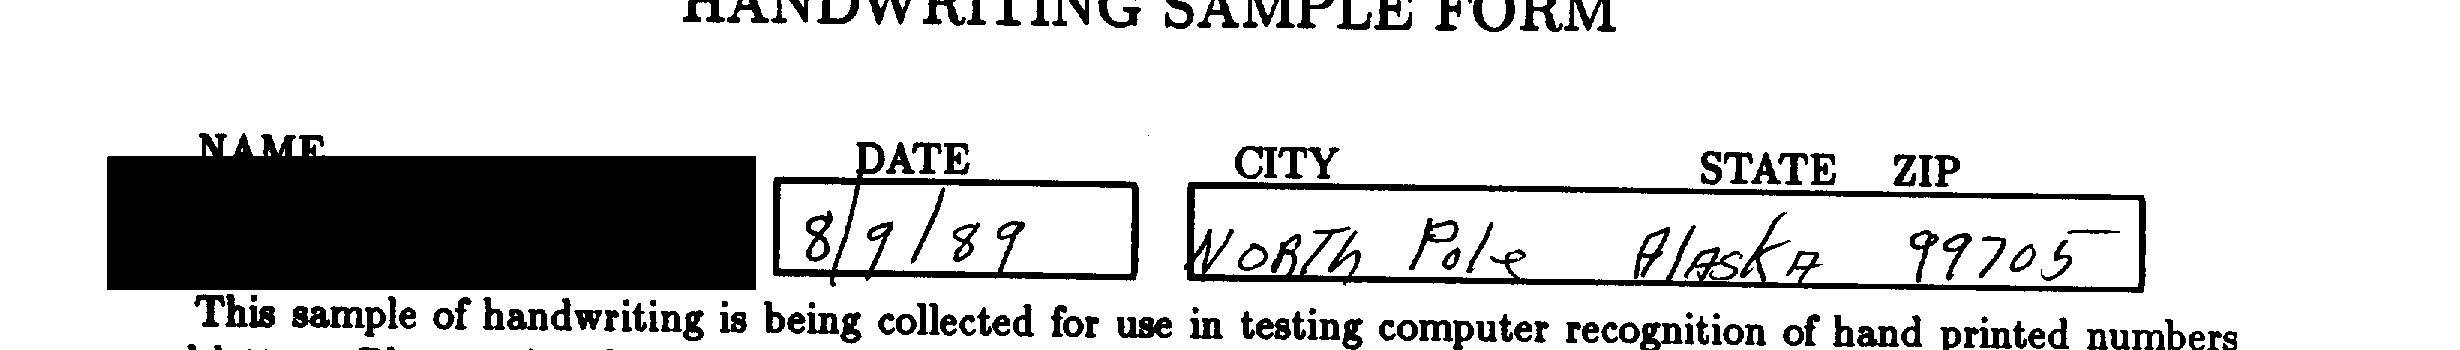 HANDWRITING SAMPLE FORM
NAME DATE CITY STATE ZIP
8/9/89 NORTh Pole AlaskA 99705
This sample of handwriting is being collected for use in testing computer recognition of hand printed numbers